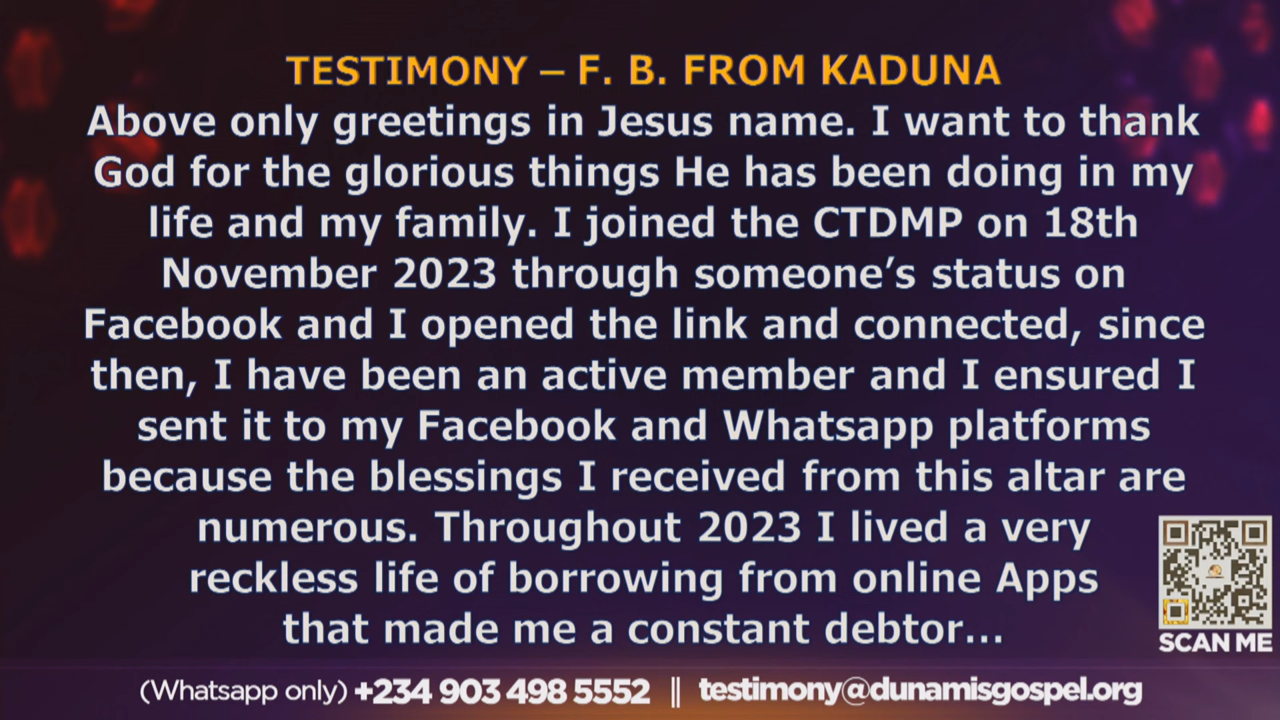 TESTIMONY – F. B. FROM KADUNA
Above only greetings in Jesus name. I want to thank
God for the glorious things He has been doing in my
life and my family. I joined the CTDMP on 18th
November 2023 through someone’s status on
Facebook and I opened the link and connected, since
then, I have been an active member and I ensured I
sent it to my Facebook and Whatsapp platforms
because the blessings I received from this altar are
numerous. Throughout 2023 I lived a very
reckless life of borrowing from online Apps
that made me a constant debtor...
SCAN ME
(Whatsapp only) +234 903 498 5552 || testimony@dunamisgospel.org